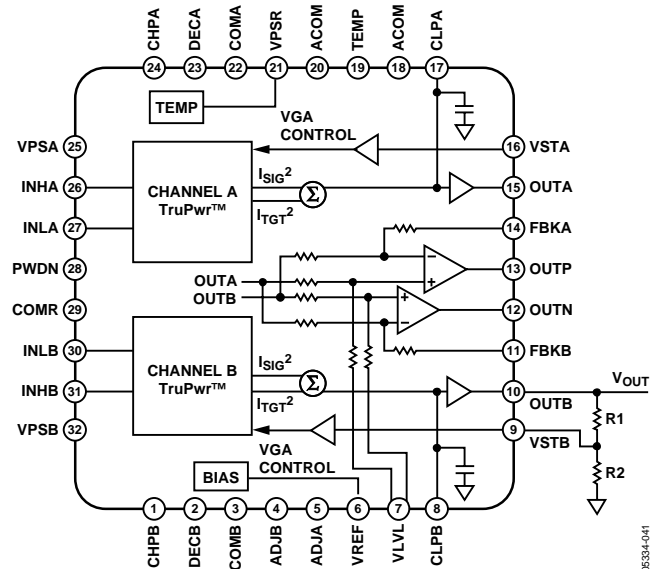 CHPA DECA COMA VPSR ACOM TEMP ACOM CLPA
24 23 22 21 20 19 18 17
TEMP
VGA
CONTROL
VPSA 25
16 VSTA
INHA 26
CHANNEL A
TruPwr™
ISIG2
Σ
ITGT2
15 OUTA
INLA 27
14 FBKA
PWDN 28
OUTA
OUTB
–
+
13 OUTP
COMR 29
+
–
12 OUTN
INLB 30
11 FBKB
CHANNEL B
TruPwr™
ISIG2
Σ
ITGT2
INHB 31
10 OUTB
VOUT
R1
VPSB 32
9 VSTB
VGA
CONTROL
R2
BIAS
1 2 3 4 5 6 7 8
CHPB DECB COMB ADJB ADJA VREF VLVL CLPB
05334-041